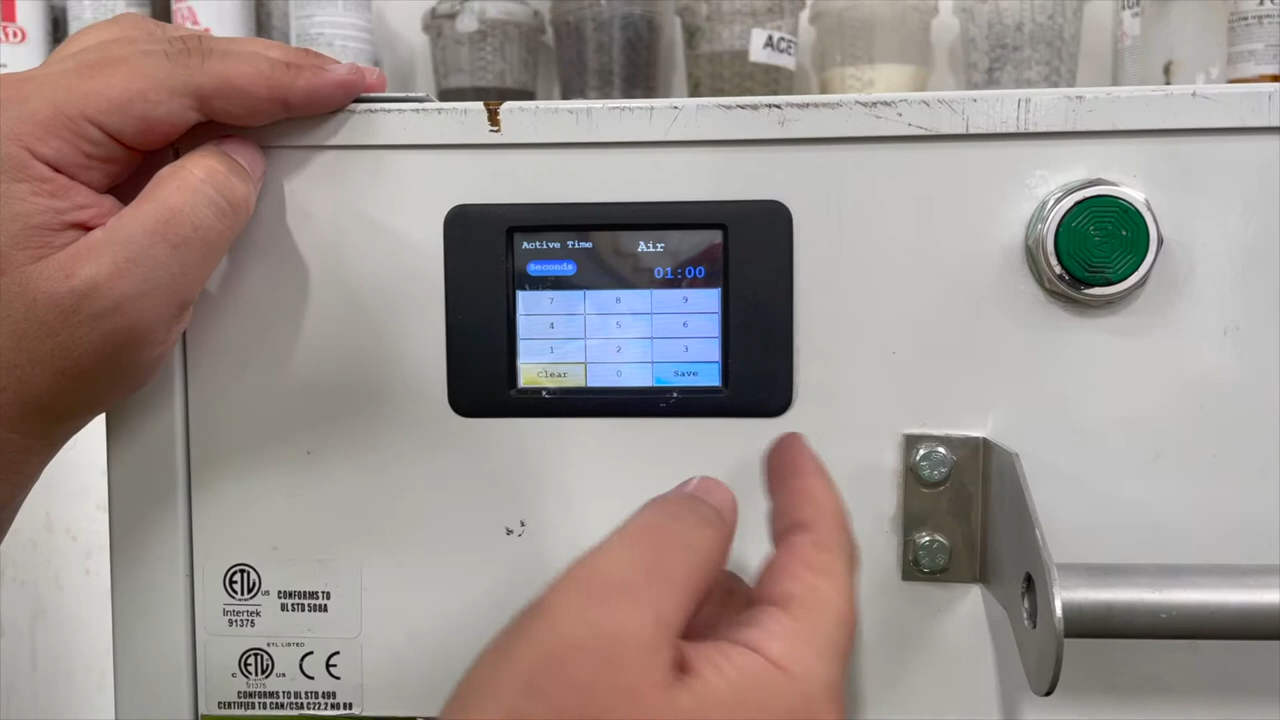 ACET
Active Time
Air
Seconds
01:00
7 8 9
4 5 6
1 2 3
Clear 0 Save
ETL US
CONFORMS TO
UL STD 508A
Intertek
91375
ETL LISTED
C ETL US CE
91375
CONFORMS TO UL STD 499
CERTIFIED TO CAN/CSA C22.2 NO 88